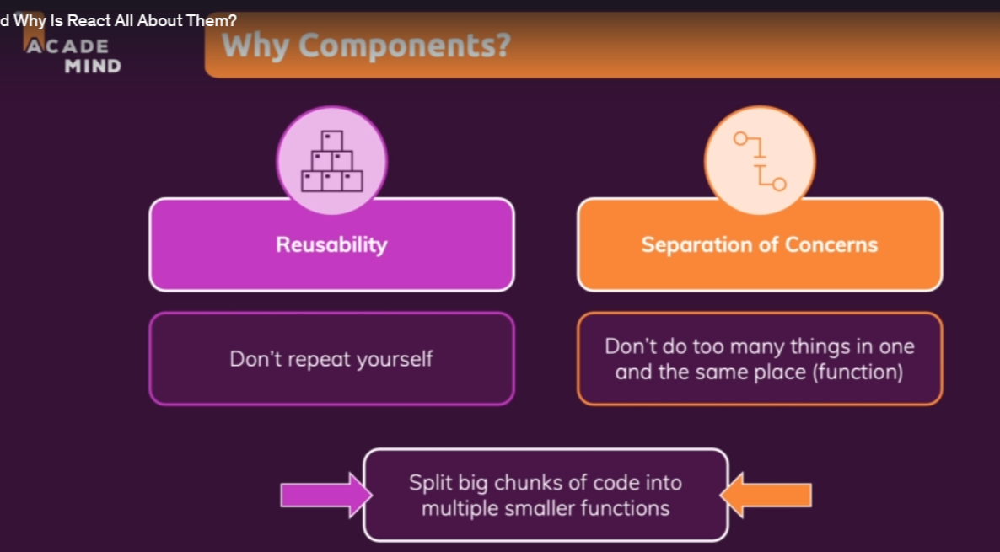 d Why Is React All About Them?
ACADE
MIND
Why Components?
Reusability
Separation of Concerns
Don't repeat yourself
Don't do too many things in one
and the same place (function)
Split big chunks of code into
multiple smaller functions